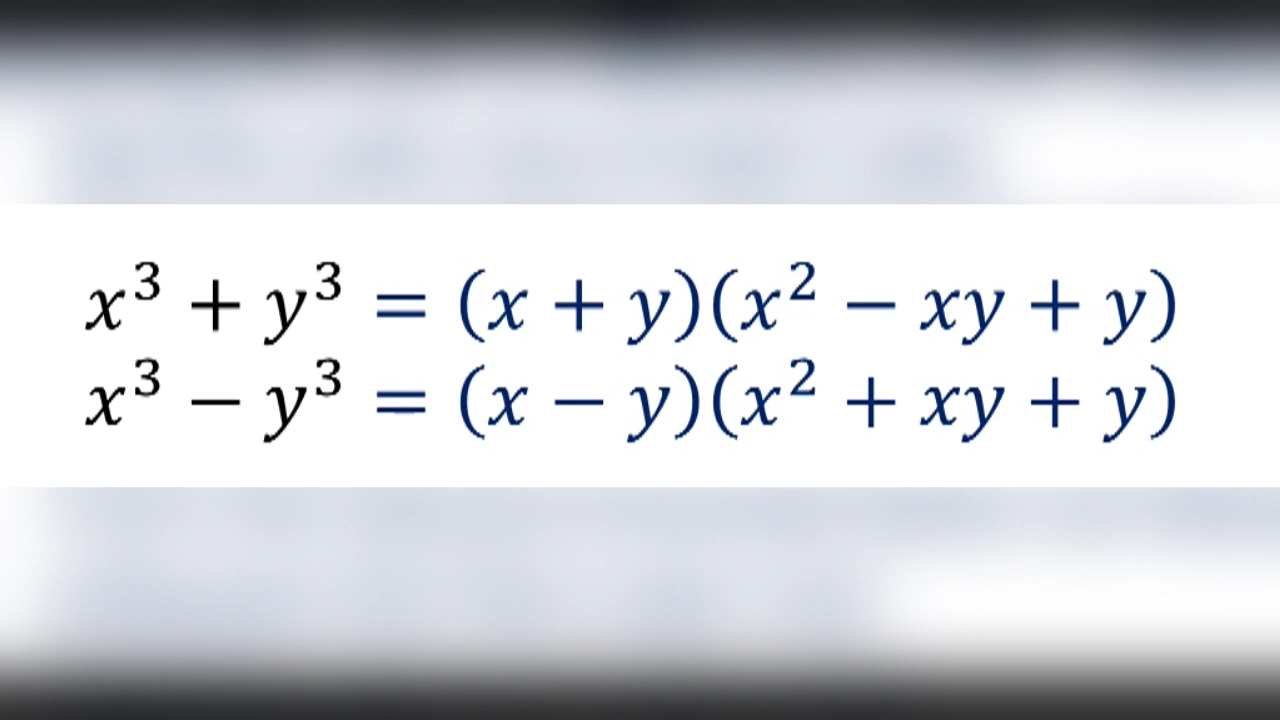 x³ + y³ = (x + y)(x² − xy + y)
x³ − y³ = (x − y)(x² + xy + y)